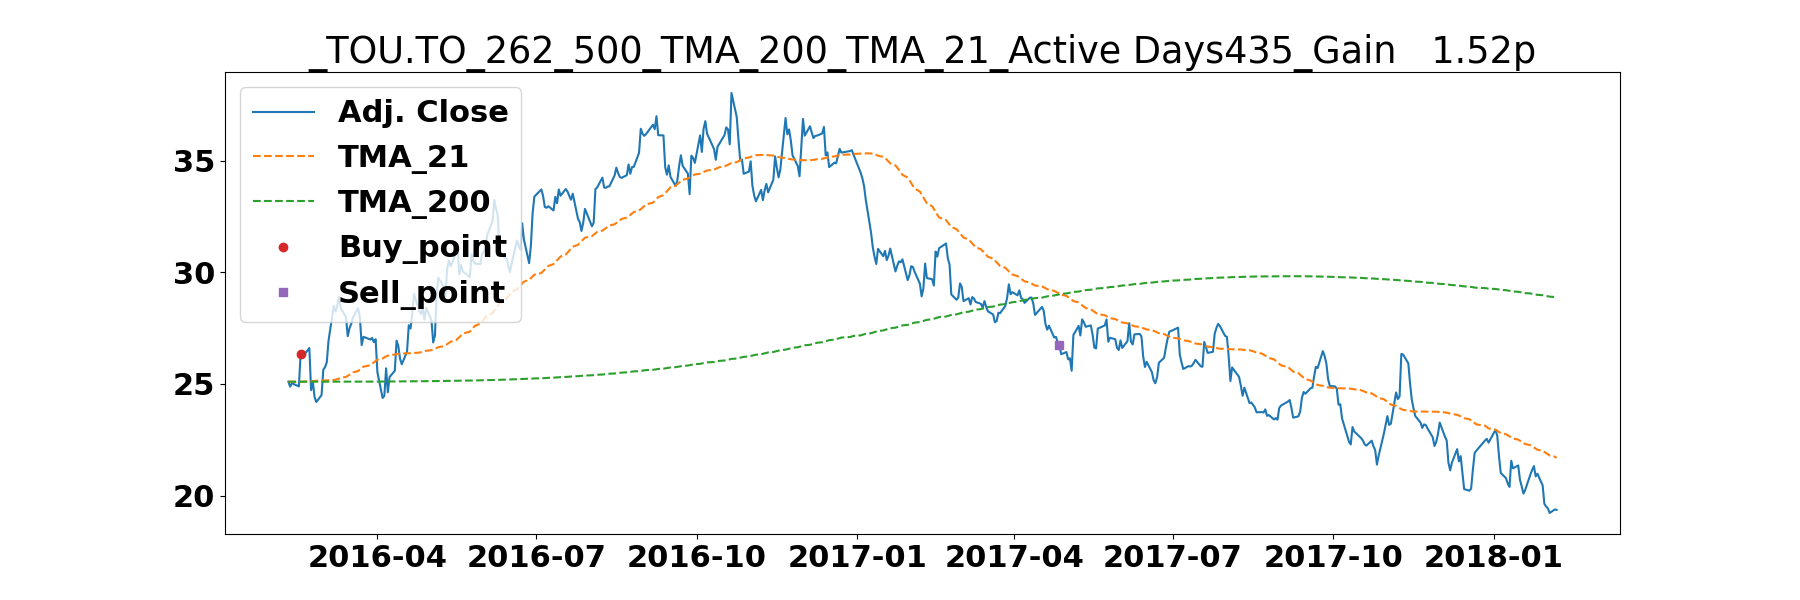 _TOU.TO_262_500_TMA_200_TMA_21_Active Days435_Gain   1.52p
Adj. Close
TMA_21
TMA_200
Buy_point
Sell_point
35
30
25
20
2016-04 2016-07 2016-10 2017-01 2017-04 2017-07 2017-10 2018-01